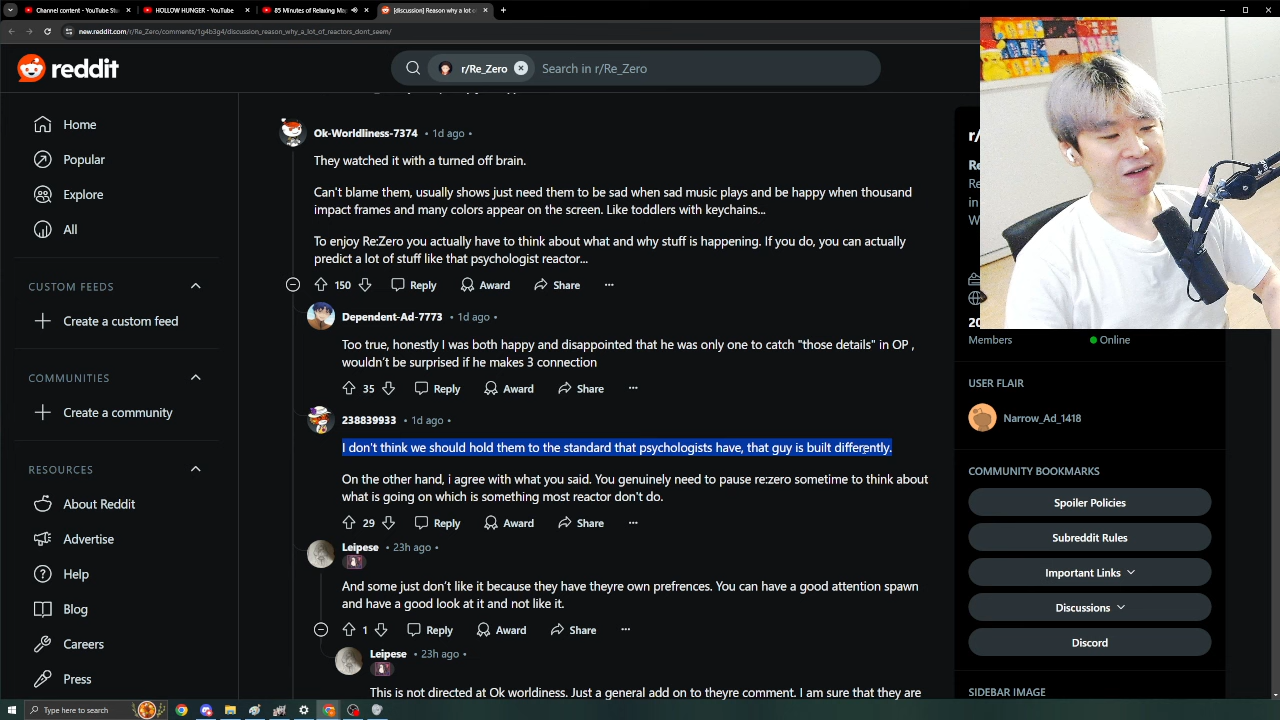 Channel content - YouTube St
HOLLOW HUNGER - YouTube
85 Minutes of Relaxing Ma
[discussion] Reason why a lot o
new.reddit.com/r/Re_Zero/comments/1g4b3g4/discussion_reason_why_a_lot_of_reactors_dont_seem/
reddit
r/Re_Zero
Search in r/Re_Zero
Home
Popular
Explore
All
CUSTOM FEEDS
Create a custom feed
COMMUNITIES
Create a community
RESOURCES
About Reddit
Advertise
Help
Blog
Careers
Press
Ok-Worldliness-7374 • 1d ago •
They watched it with a turned off brain.
Can't blame them, usually shows just need them to be sad when sad music plays and be happy when thousand
impact frames and many colors appear on the screen. Like toddlers with keychains...
To enjoy Re:Zero you actually have to think about what and why stuff is happening. If you do, you can actually
predict a lot of stuff like that psychologist reactor...
150 Reply Award Share ...
Dependent-Ad-7773 • 1d ago •
Too true, honestly I was both happy and disappointed that he was only one to catch "those details" in OP ,
wouldn't be surprised if he makes 3 connection
35 Reply Award Share ...
238839933 • 1d ago •
I don't think we should hold them to the standard that psychologists have, that guy is built differently.
On the other hand, i agree with what you said. You genuinely need to pause re:zero sometime to think about
what is going on which is something most reactor don't do.
29 Reply Award Share ...
Leipese • 23h ago •
And some just don't like it because they have theyre own prefrences. You can have a good attention spawn
and have a good look at it and not like it.
1 Reply Award Share ...
Leipese • 23h ago •
This is not directed at Ok worldiness. Just a general add on to theyre comment. I am sure that they are
r/
Re
Re
in
W
20
Members
Online
USER FLAIR
Narrow_Ad_1418
COMMUNITY BOOKMARKS
Spoiler Policies
Subreddit Rules
Important Links
Discussions
Discord
SIDEBAR IMAGE
Type here to search